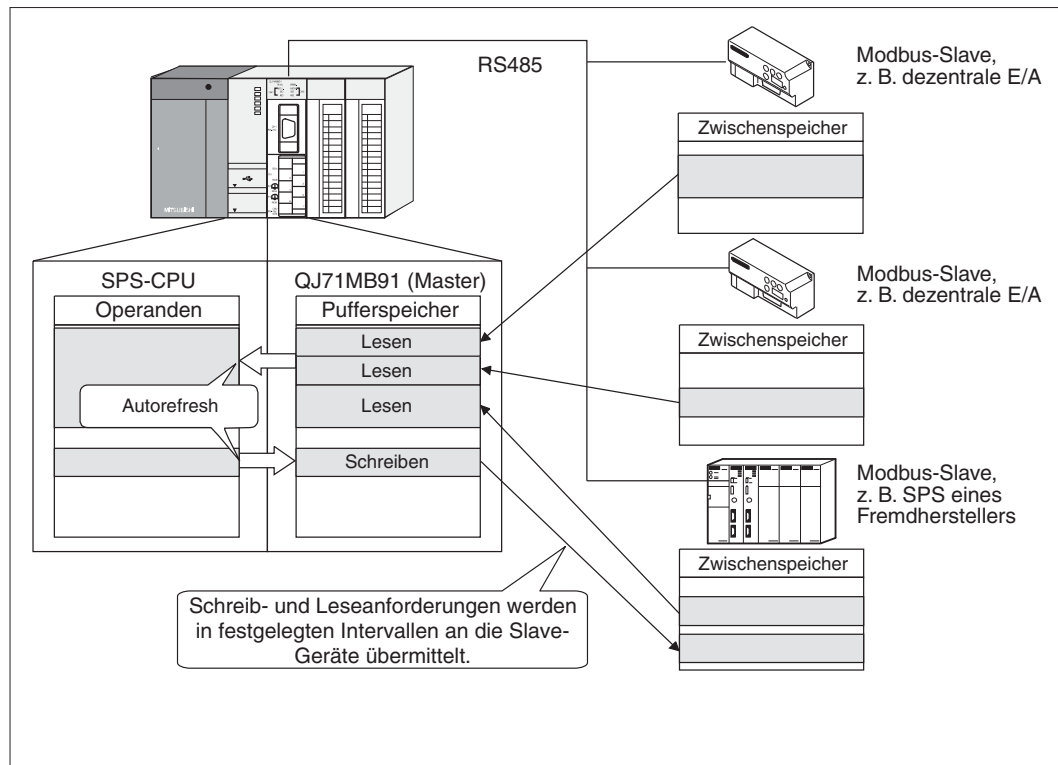 RS485
Modbus-Slave,
z. B. dezentrale E/A
Zwischenspeicher
Modbus-Slave,
z. B. dezentrale E/A
Zwischenspeicher
SPS-CPU
QJ71MB91 (Master)
Operanden
Pufferspeicher
Lesen
Lesen
Lesen
Autorefresh
Schreiben
Modbus-Slave,
z. B. SPS eines
Fremdherstellers
Zwischenspeicher
Schreib- und Leseanforderungen werden
in festgelegten Intervallen an die Slave-
Geräte übermittelt.